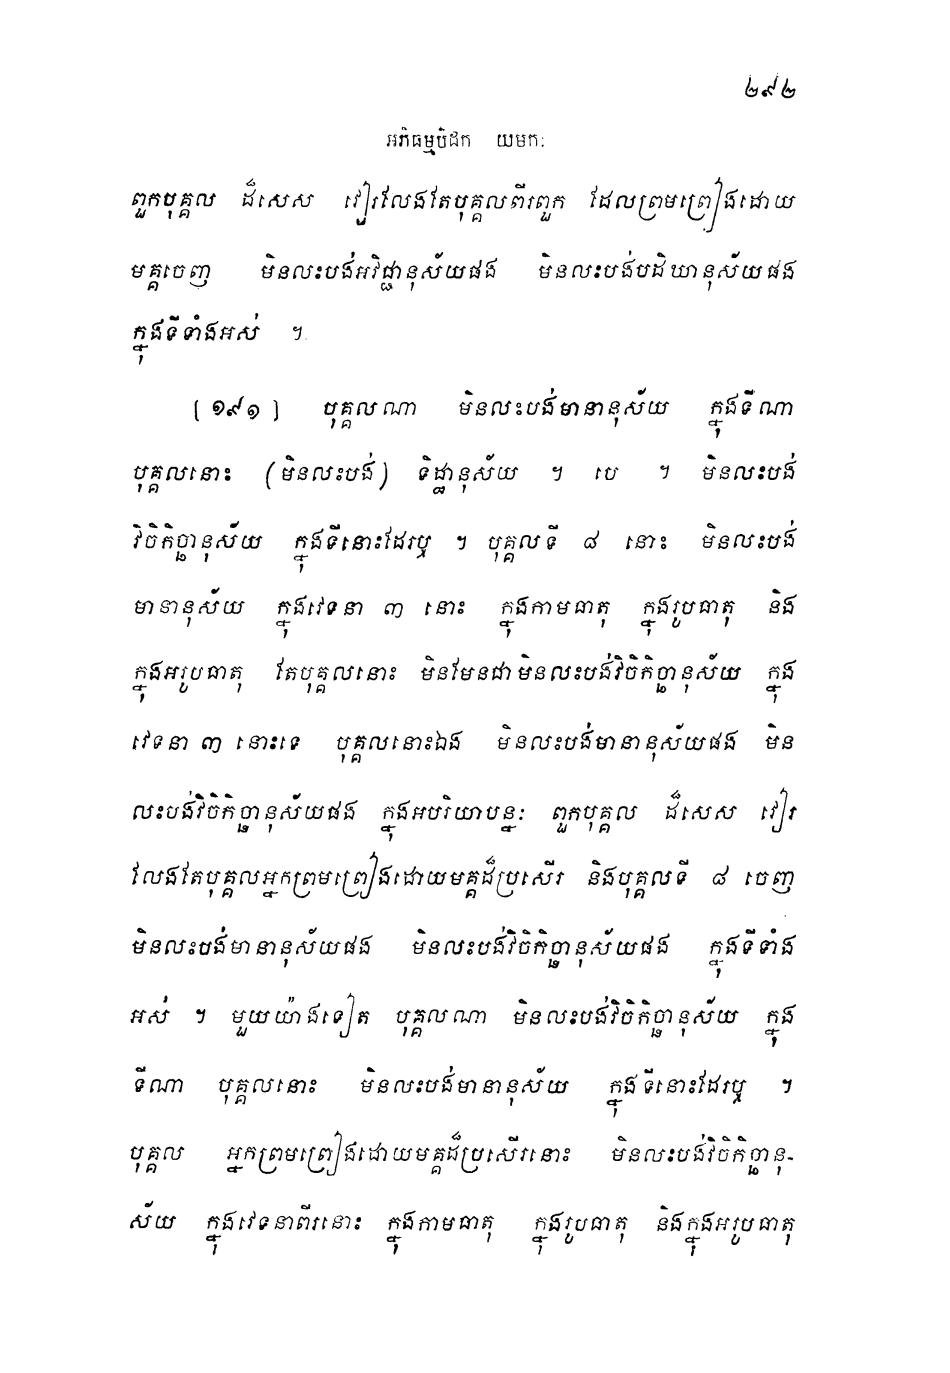 ២៩២
អភិធម្មបិដក យមកៈ
ពួកបុគ្គល ដ៏សេស វៀរលែងតែបុគ្គលពីរពួក ដែលព្រមព្រៀងដោយ
មគ្គចេញ មិនលះបង់អវិជ្ជានុស័យផង មិនលះបង់បដិឃានុស័យផង
ក្នុងទីទាំងអស់ ។
[១៩១] បុគ្គលណា មិនលះបង់មានានុស័យ ក្នុងទីណា
បុគ្គលនោះ (មិនលះបង់) ទិដ្ឋានុស័យ ។ បេ ។ មិនលះបង់
វិចិកិច្ឆានុស័យ ក្នុងទីនោះដែរឬ ។ បុគ្គលទី ៨ នោះ មិនលះបង់
មានានុស័យ ក្នុងវេទនា ៣ នោះ ក្នុងកាមធាតុ ក្នុងរូបធាតុ និង
ក្នុងអរូបធាតុ តែបុគ្គលនោះ មិនមែនជាមិនលះបង់វិចិកិច្ឆានុស័យ ក្នុង
វេទនា ៣ នោះទេ បុគ្គលនោះឯង មិនលះបង់មានានុស័យផង មិន
លះបង់វិចិកិច្ឆានុស័យផង ក្នុងអបរិយាបន្នៈ ពួកបុគ្គល ដ៏សេស វៀរ
លែងតែបុគ្គលអ្នកព្រមព្រៀងដោយមគ្គដ៏ប្រសើរ និងបុគ្គលទី ៨ ចេញ
មិនលះបង់មានានុស័យផង មិនលះបង់វិចិកិច្ឆានុស័យផង ក្នុងទីទាំង
អស់ ។ មួយយ៉ាងទៀត បុគ្គលណា មិនលះបង់វិចិកិច្ឆានុស័យ ក្នុង
ទីណា បុគ្គលនោះ មិនលះបង់មានានុស័យ ក្នុងទីនោះដែរឬ ។
បុគ្គល អ្នកព្រមព្រៀងដោយមគ្គដ៏ប្រសើរនោះ មិនលះបង់វិចិកិច្ឆានុ-
ស័យ ក្នុងវេទនាពីរនោះ ក្នុងកាមធាតុ ក្នុងរូបធាតុ និងក្នុងអរូបធាតុ